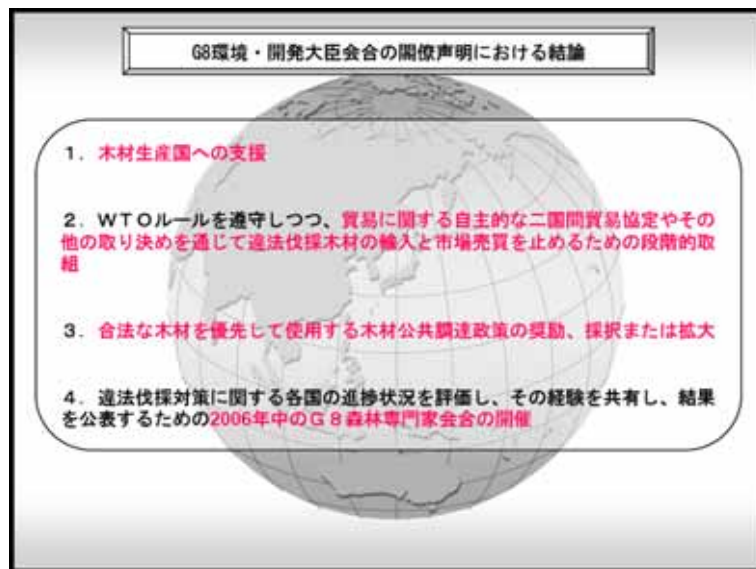 G8環境・開発大臣会合の閣僚声明における結論
1．木材生産国への支援
2．WTOルールを遵守しつつ、貿易に関する自主的な二国間貿易協定やその
他の取り決めを通じて違法伐採木材の輸入と市場売買を止めるための段階的取
組
3．合法な木材を優先して使用する木材公共調達政策の奨励、採択または拡大
4．違法伐採対策に関する各国の進捗状況を評価し、その経験を共有し、結果
を公表するための2006年中のG８森林専門家会合の開催